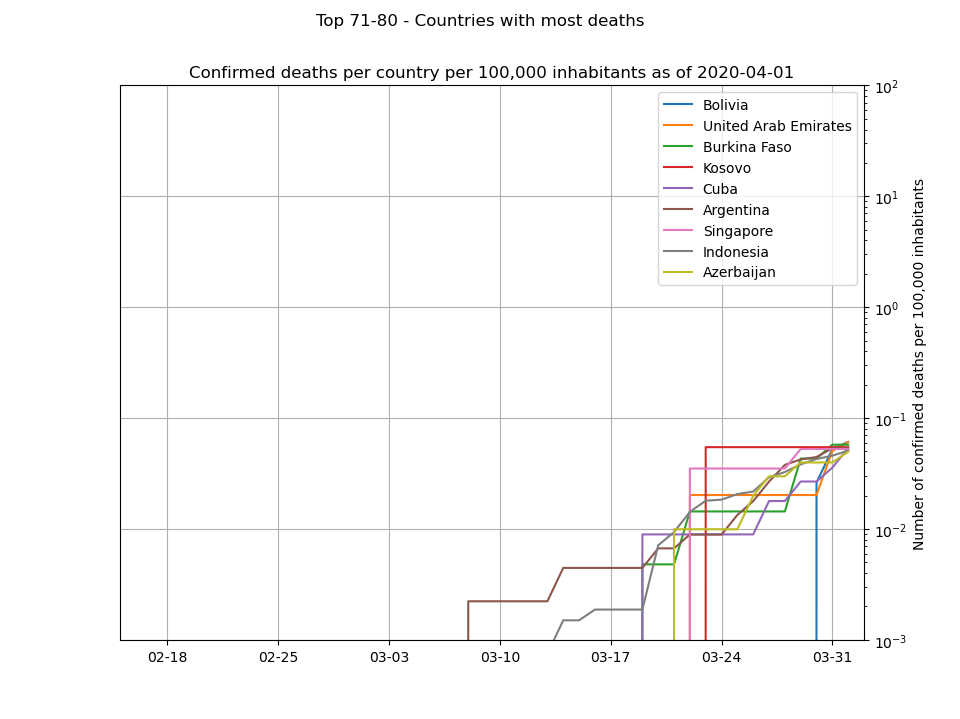 Top 71-80 - Countries with most deaths
Confirmed deaths per country per 100,000 inhabitants as of 2020-04-01
Bolivia
United Arab Emirates
Burkina Faso
Kosovo
Cuba
Argentina
Singapore
Indonesia
Azerbaijan
10²
10¹
10⁰
10⁻¹
10⁻²
10⁻³
Number of confirmed deaths per 100,000 inhabitants
02-18
02-25
03-03
03-10
03-17
03-24
03-31